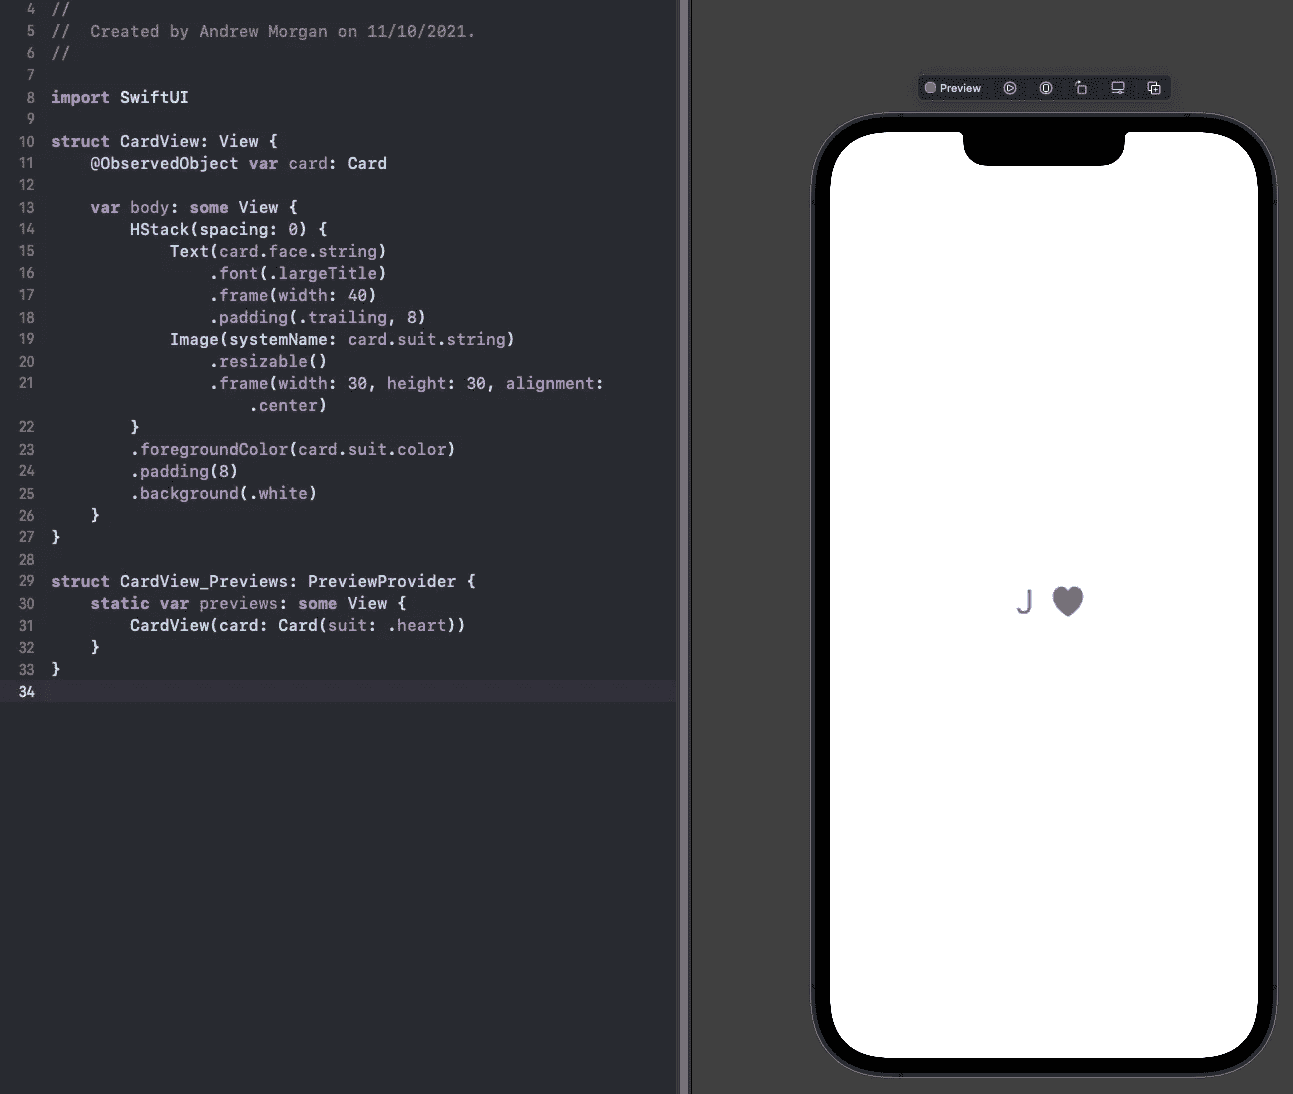 4 //
5 //  Created by Andrew Morgan on 11/10/2021.
6 //
7
8 import SwiftUI
9
10 struct CardView: View {
11     @ObservedObject var card: Card
12
13     var body: some View {
14         HStack(spacing: 0) {
15             Text(card.face.string)
16                 .font(.largeTitle)
17                 .frame(width: 40)
18                 .padding(.trailing, 8)
19             Image(systemName: card.suit.string)
20                 .resizable()
21                 .frame(width: 30, height: 30, alignment:
                    .center)
22         }
23         .foregroundColor(card.suit.color)
24         .padding(8)
25         .background(.white)
26     }
27 }
28
29 struct CardView_Previews: PreviewProvider {
30     static var previews: some View {
31         CardView(card: Card(suit: .heart))
32     }
33 }
34
Preview
J